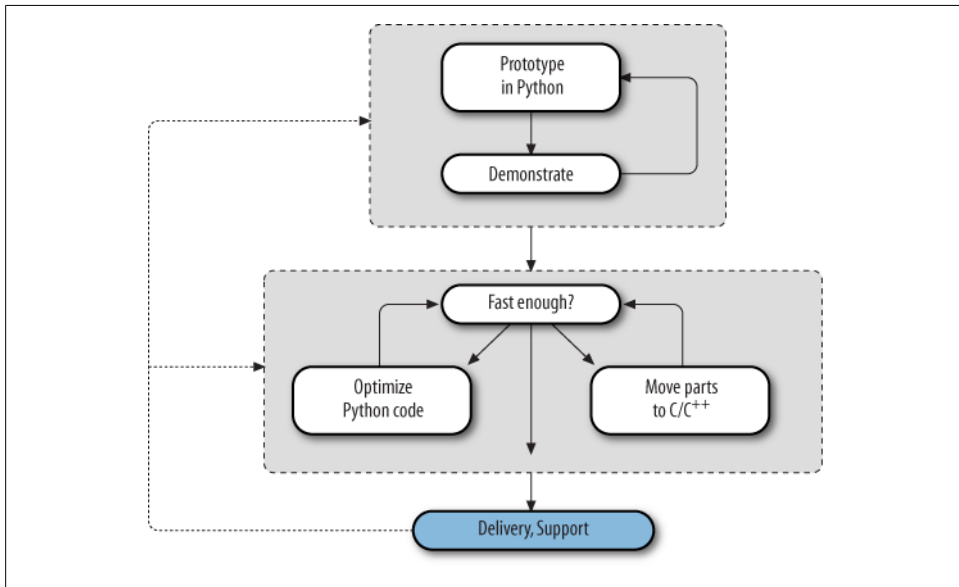 Prototype
in Python
Demonstrate
Fast enough?
Optimize
Python code
Move parts
to C/C++
Delivery, Support